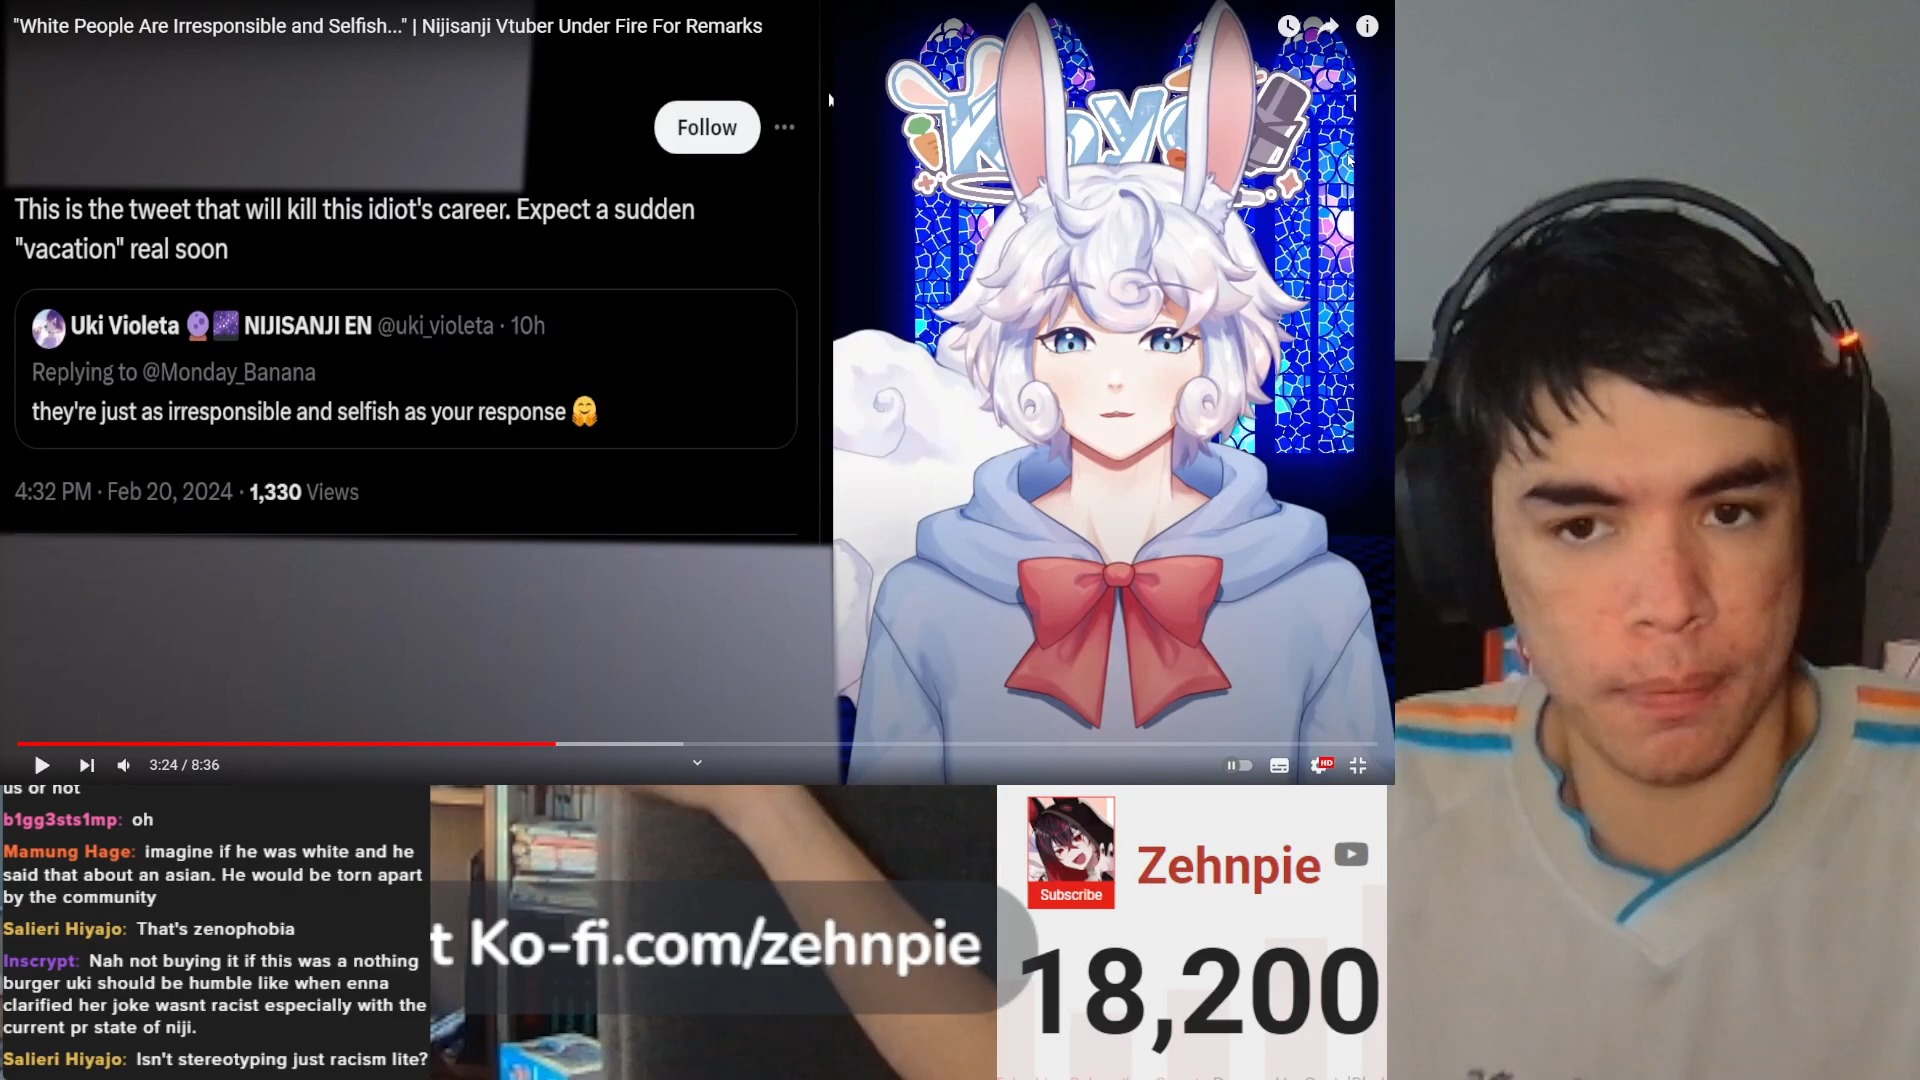 "White People Are Irresponsible and Selfish..." | Nijisanji Vtuber Under Fire For Remarks
Follow
This is the tweet that will kill this idiot's career. Expect a sudden
"vacation" real soon
Uki Violeta NIJISANJI EN @uki_violeta · 10h
Replying to @Monday_Banana
they're just as irresponsible and selfish as your response
4:32 PM · Feb 20, 2024 · 1,330 Views
3:24 / 8:36
HD
us or not
b1gg3sts1mp: oh
Mamung Hage: imagine if he was white and he
said that about an asian. He would be torn apart
by the community
Salieri Hiyajo: That's zenophobia
Inscrypt: Nah not buying it if this was a nothing
burger uki should be humble like when enna
clarified her joke wasnt racist especially with the
current pr state of niji.
Salieri Hiyajo: Isn't stereotyping just racism lite?
t Ko-fi.com/zehnpie
Subscribe
Zehnpie
18,200